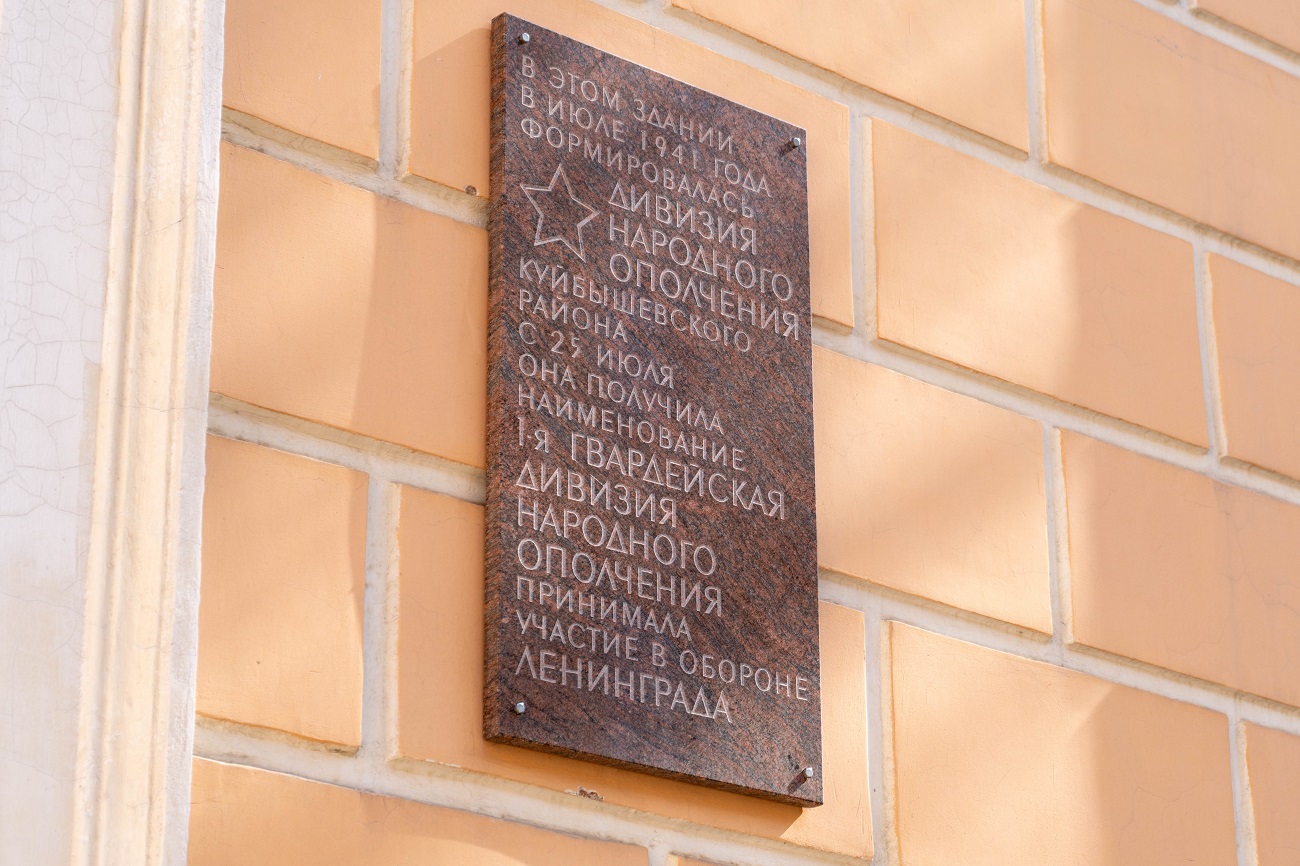 В ЭТОМ ЗДАНИИ
В ИЮЛЕ 1941 ГОДА
ФОРМИРОВАЛАСЬ
ДИВИЗИЯ
НАРОДНОГО
ОПОЛЧЕНИЯ
КУЙБЫШЕВСКОГО
РАЙОНА
С 25 ИЮЛЯ
ОНА ПОЛУЧИЛА
НАИМЕНОВАНИЕ
1-Я ГВАРДЕЙСКАЯ
ДИВИЗИЯ
НАРОДНОГО
ОПОЛЧЕНИЯ
ПРИНИМАЛА
УЧАСТИЕ В ОБОРОНЕ
ЛЕНИНГРАДА